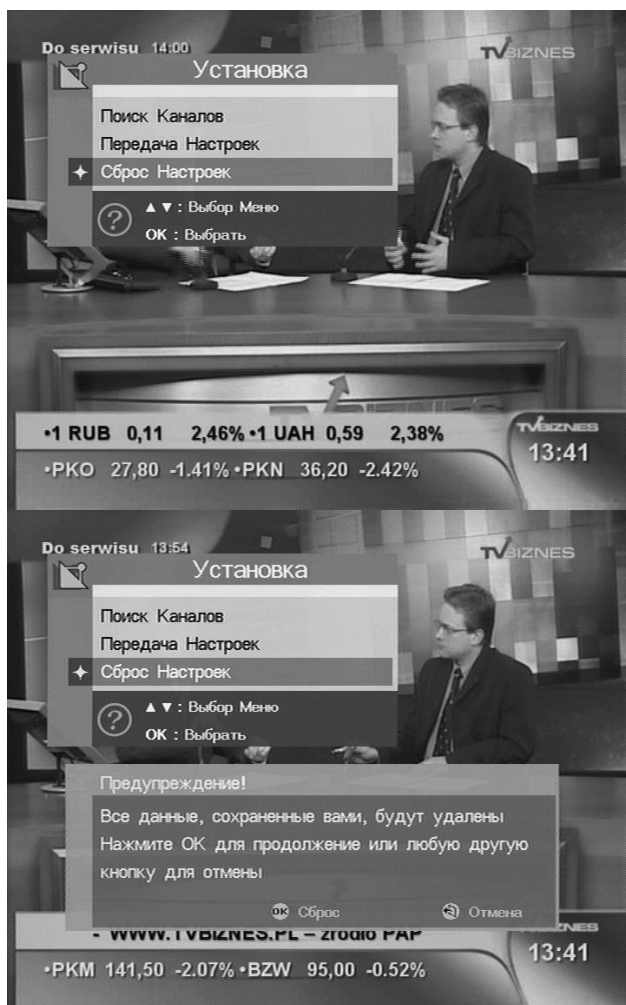 Do serwisu 14:00
TVBIZNES
Установка
Поиск Каналов
Передача Настроек
Сброс Настроек
? ▲▼: Выбор Меню
OK : Выбрать
•1 RUB 0,11 2,46% •1 UAH 0,59 2,38%
TVBIZNES
13:41
•PKO 27,80 -1.41% •PKN 36,20 -2.42%
Do serwisu 13:54
TVBIZNES
Установка
Поиск Каналов
Передача Настроек
Сброс Настроек
? ▲▼: Выбор Меню
OK : Выбрать
Предупреждение!
Все данные, сохраненные вами, будут удалены
Нажмите OK для продолжение или любую другую
кнопку для отмены
OK Сброс Отмена
- WWW.TVBIZNES.PL – źródło PAP
13:41
•PKM 141,50 -2.07% •BZW 95,00 -0.52%